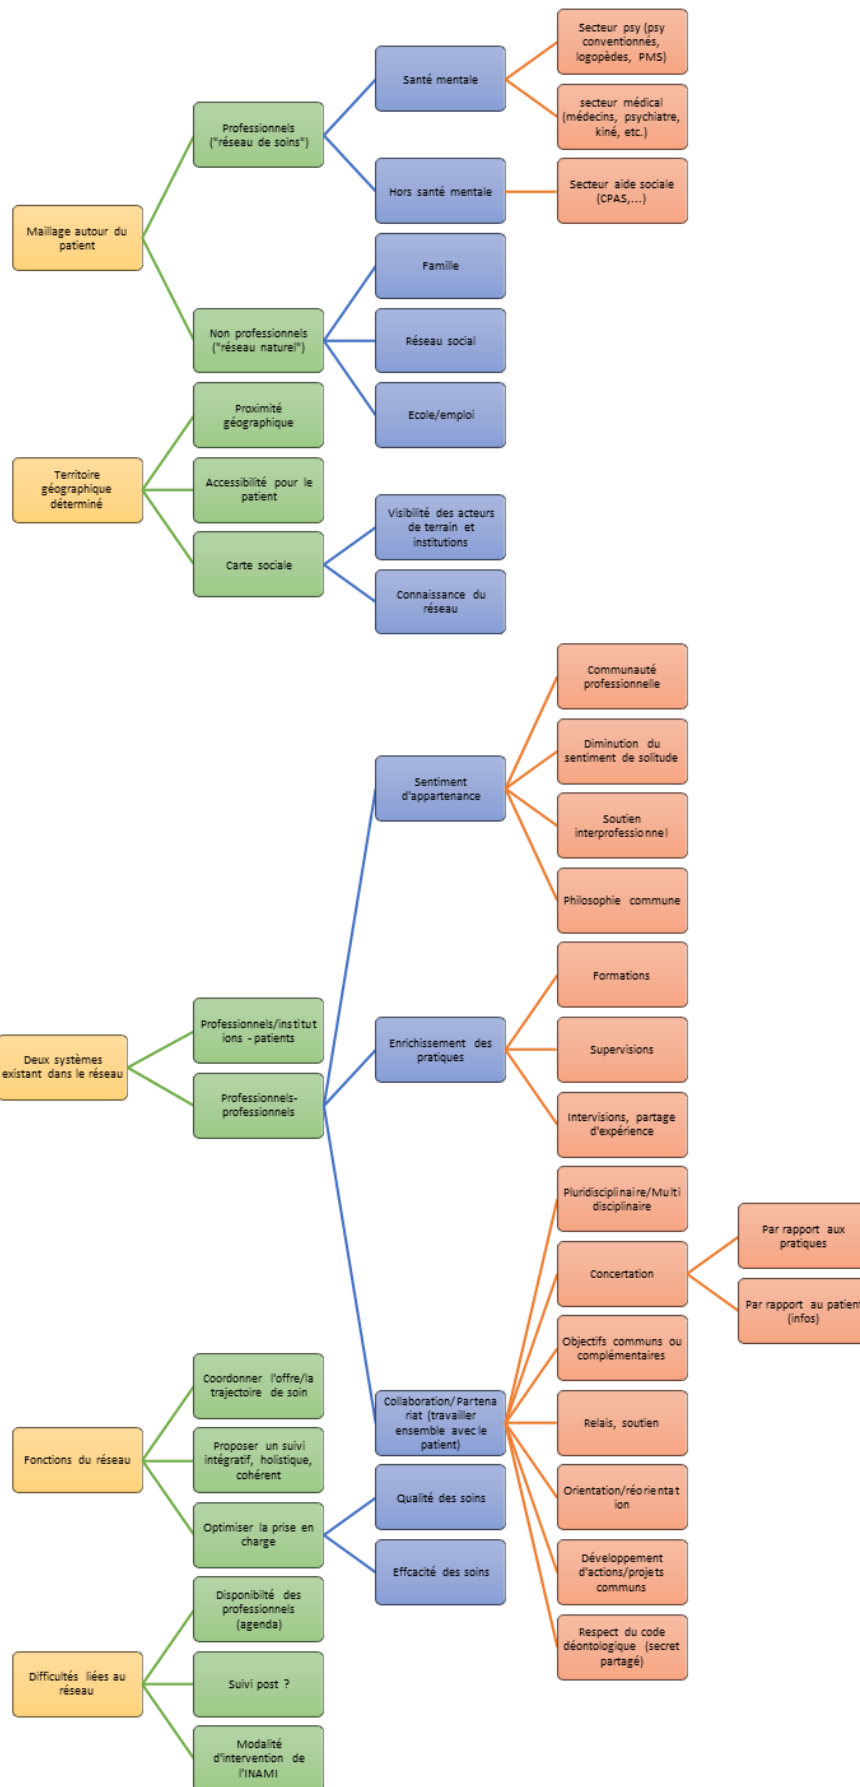 Maillage autour du
patient
Professionnels
("réseau de soins")
Santé mentale
Secteur psy (psy
conventionnés,
logopèdes, PMS)
secteur médical
(médecins, psychiatre,
kiné, etc.)
Hors santé mentale
Secteur aide sociale
(CPAS,...)
Non professionnels
("réseau naturel")
Famille
Réseau social
Ecole/emploi
Territoire
géographique
déterminé
Proximité
géographique
Accessibilité pour le
patient
Carte sociale
Visibilité des acteurs
de terrain et
institutions
Connaissance du
réseau
Deux systèmes
existant dans le réseau
Professionnels/institut
ions - patients
Professionnels-
professionnels
Sentiment
d'appartenance
Communauté
professionnelle
Diminution du
sentiment de solitude
Soutien
interprofessionnel
Philosophie commune
Enrichissement des
pratiques
Formations
Supervisions
Intervisions, partage
d'expérience
Collaboration/Partena
riat (travailler
ensemble avec le
patient)
Pluridisciplinaire/Multi
disciplinaire
Concertation
Par rapport aux
pratiques
Par rapport au patient
(infos)
Objectifs communs ou
complémentaires
Relais, soutien
Orientation/réorientat
ion
Développement
d'actions/projets
communs
Respect du code
déontologique (secret
partagé)
Fonctions du réseau
Coordonner l'offre/la
trajectoire de soin
Proposer un suivi
intégratif, holistique,
cohérent
Optimiser la prise en
charge
Qualité des soins
Effcacité des soins
Difficultés liées au
réseau
Disponibilté des
professionnels
(agenda)
Suivi post ?
Modalité
d'intervention de
l'INAMI